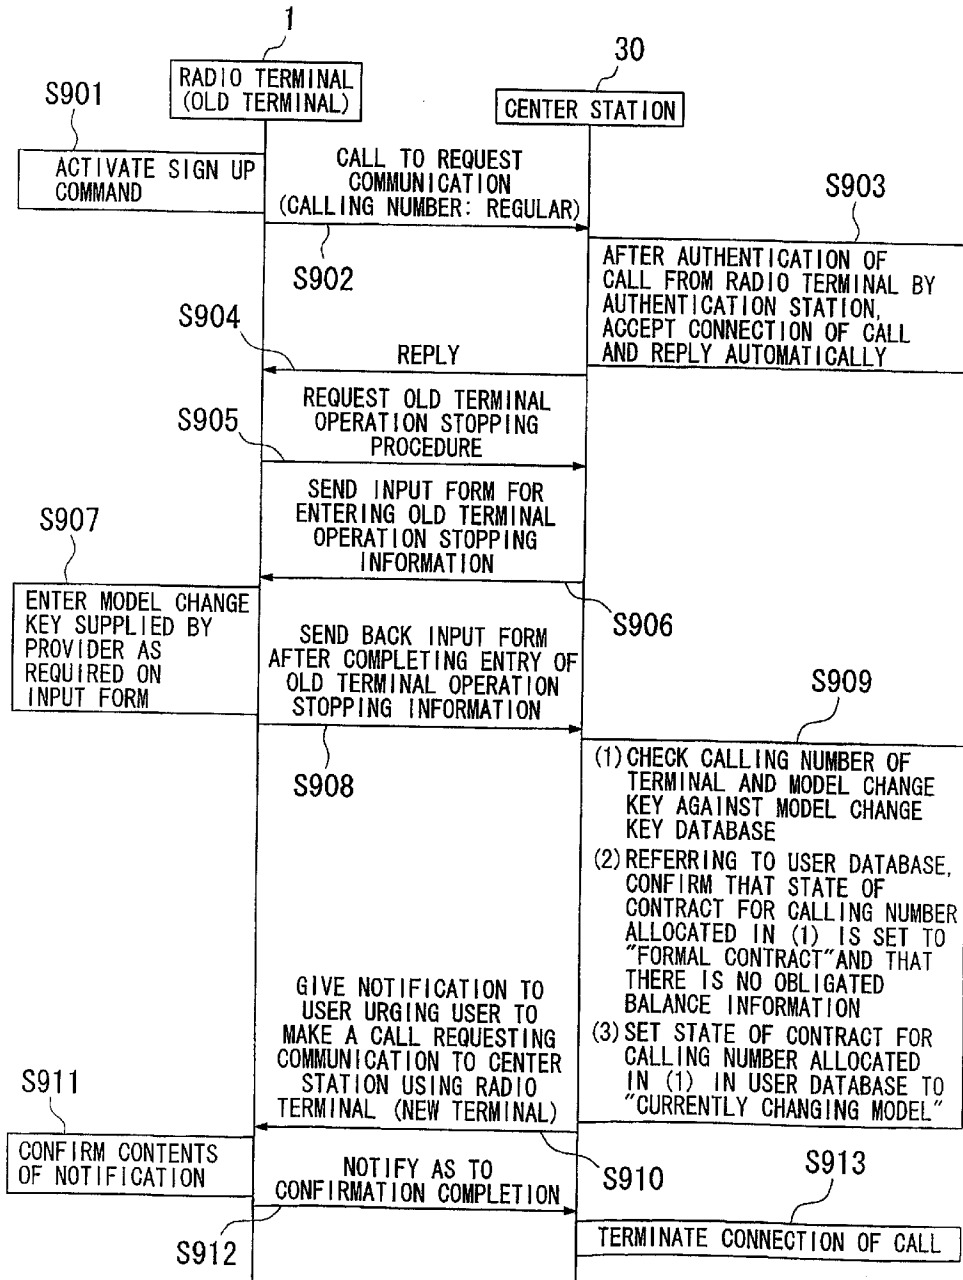 1
RADIO TERMINAL
(OLD TERMINAL)
30
CENTER STATION
S901
ACTIVATE SIGN UP
COMMAND
CALL TO REQUEST
COMMUNICATION
(CALLING NUMBER: REGULAR)
S902
S903
AFTER AUTHENTICATION OF
CALL FROM RADIO TERMINAL BY
AUTHENTICATION STATION,
ACCEPT CONNECTION OF CALL
AND REPLY AUTOMATICALLY
S904
REPLY
S905
REQUEST OLD TERMINAL
OPERATION STOPPING
PROCEDURE
SEND INPUT FORM FOR
ENTERING OLD TERMINAL
OPERATION STOPPING
INFORMATION
S906
S907
ENTER MODEL CHANGE
KEY SUPPLIED BY
PROVIDER AS
REQUIRED ON
INPUT FORM
SEND BACK INPUT FORM
AFTER COMPLETING ENTRY OF
OLD TERMINAL OPERATION
STOPPING INFORMATION
S908
S909
(1) CHECK CALLING NUMBER OF
TERMINAL AND MODEL CHANGE
KEY AGAINST MODEL CHANGE
KEY DATABASE
(2) REFERRING TO USER DATABASE,
CONFIRM THAT STATE OF
CONTRACT FOR CALLING NUMBER
ALLOCATED IN (1) IS SET TO
"FORMAL CONTRACT"AND THAT
THERE IS NO OBLIGATED
BALANCE INFORMATION
(3) SET STATE OF CONTRACT FOR
CALLING NUMBER ALLOCATED
IN (1) IN USER DATABASE TO
"CURRENTLY CHANGING MODEL"
GIVE NOTIFICATION TO
USER URGING USER TO
MAKE A CALL REQUESTING
COMMUNICATION TO CENTER
STATION USING RADIO
TERMINAL (NEW TERMINAL)
S910
S911
CONFIRM CONTENTS
OF NOTIFICATION
NOTIFY AS TO
CONFIRMATION COMPLETION
S912
S913
TERMINATE CONNECTION OF CALL